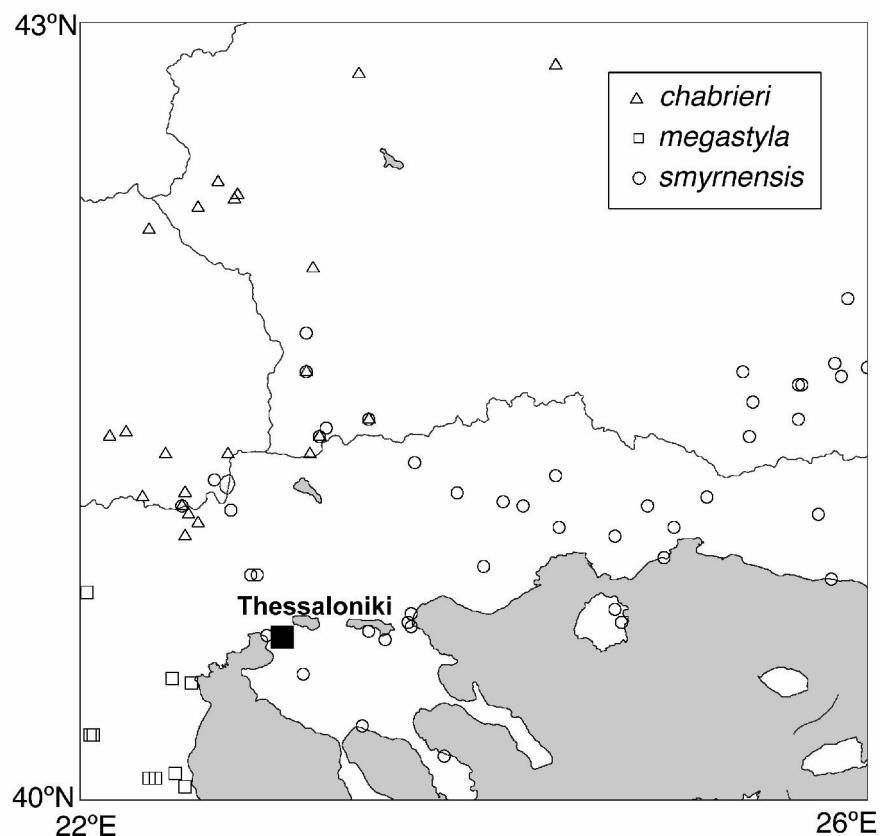 43ºN
chabrieri
megastyla
smyrnensis
Thessaloniki
40ºN
22ºE
26ºE